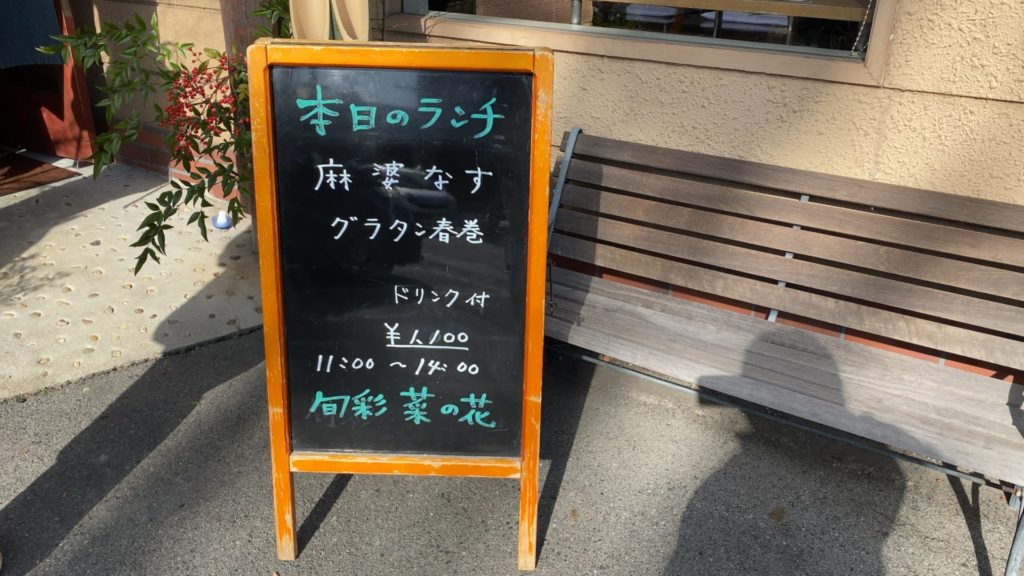 本日のランチ
麻婆なす
グラタン春巻
ドリンク付
¥1,100
11:00～14:00
旬彩 菜の花